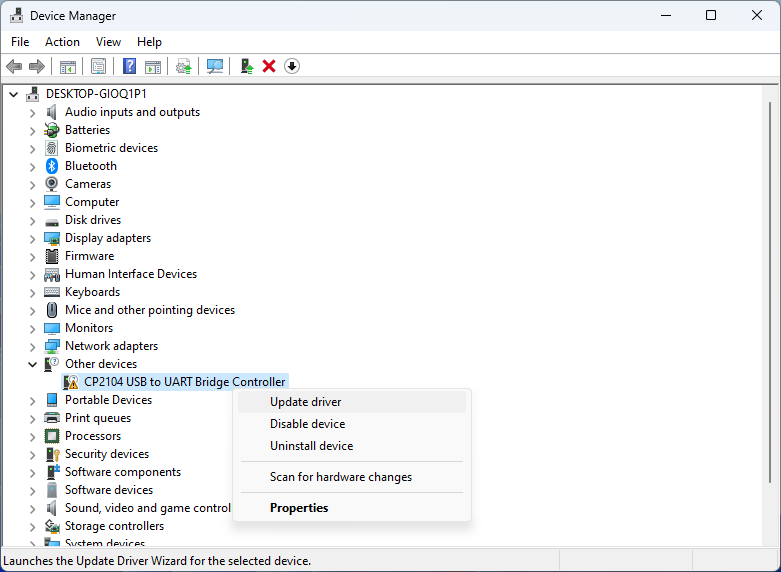 Device Manager
File Action View Help
DESKTOP-GIOQ1P1
Audio inputs and outputs
Batteries
Biometric devices
Bluetooth
Cameras
Computer
Disk drives
Display adapters
Firmware
Human Interface Devices
Keyboards
Mice and other pointing devices
Monitors
Network adapters
Other devices
CP2104 USB to UART Bridge Controller
Portable Devices
Print queues
Processors
Security devices
Software components
Software devices
Sound, video and game control
Storage controllers
System devices
Update driver
Disable device
Uninstall device
Scan for hardware changes
Properties
Launches the Update Driver Wizard for the selected device.